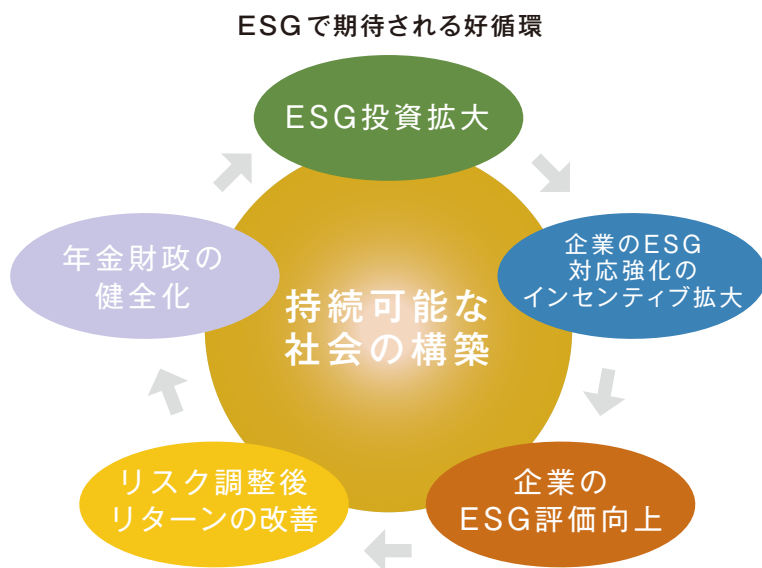 ESGで期待される好循環
ESG投資拡大
企業のESG
対応強化の
インセンティブ拡大
企業の
ESG評価向上
リスク調整後
リターンの改善
年金財政の
健全化
持続可能な
社会の構築